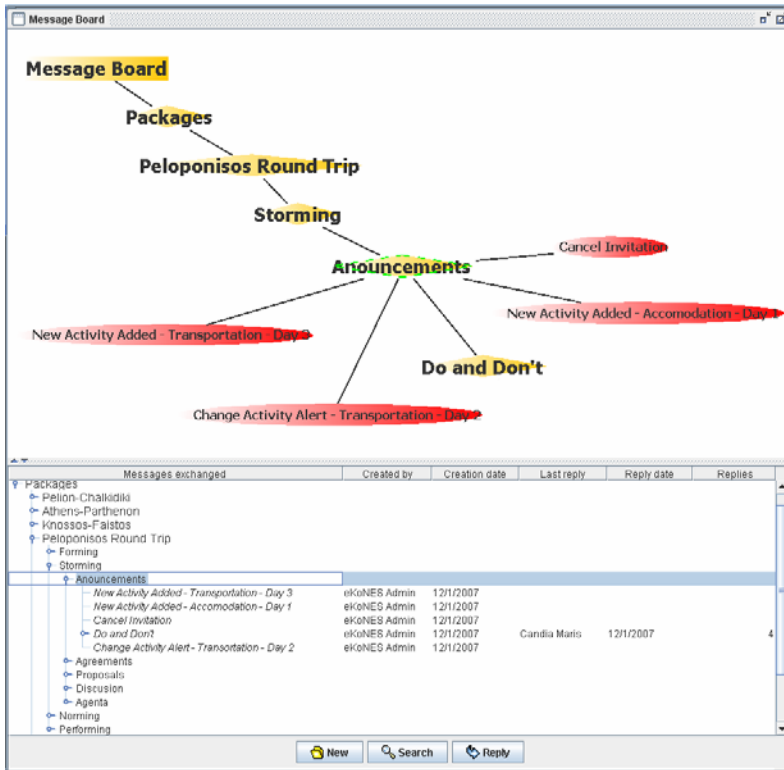 Message Board
Message Board
Packages
Peloponisos Round Trip
Storming
Cancel Invitation
Anouncements
New Activity Added - Accomodation - Day 1
New Activity Added - Transportation - Day 3
Do and Don't
Change Activity Alert - Transportation - Day 2
Messages exchanged Created by Creation date Last reply Reply date Replies
Packages
Pelion-Chalkidiki
Athens-Parthenon
Knossos-Faistos
Peloponisos Round Trip
Forming
Storming
Anouncements
New Activity Added - Transportation - Day 3 eKoNES Admin 12/1/2007
New Activity Added - Accomodation - Day 1 eKoNES Admin 12/1/2007
Cancel Invitation eKoNES Admin 12/1/2007
Do and Don't eKoNES Admin 12/1/2007 Candia Maris 12/1/2007 4
Change Activity Alert - Transortation - Day 2 eKoNES Admin 12/1/2007
Agreements
Proposals
Discusion
Agenta
Norming
Performing
New Search Reply